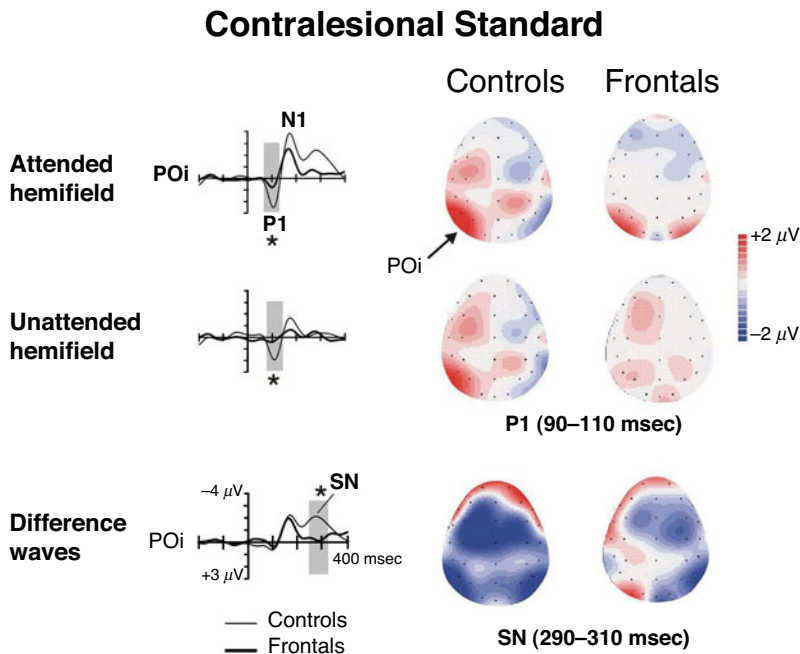 Contralesional Standard
Controls Frontals
Attended
hemifield
POi
N1
P1
*
POi
+2 μV
−2 μV
Unattended
hemifield
*
P1 (90–110 msec)
Difference
waves
POi
−4 μV
+3 μV
*
SN
400 msec
Controls
Frontals
SN (290–310 msec)